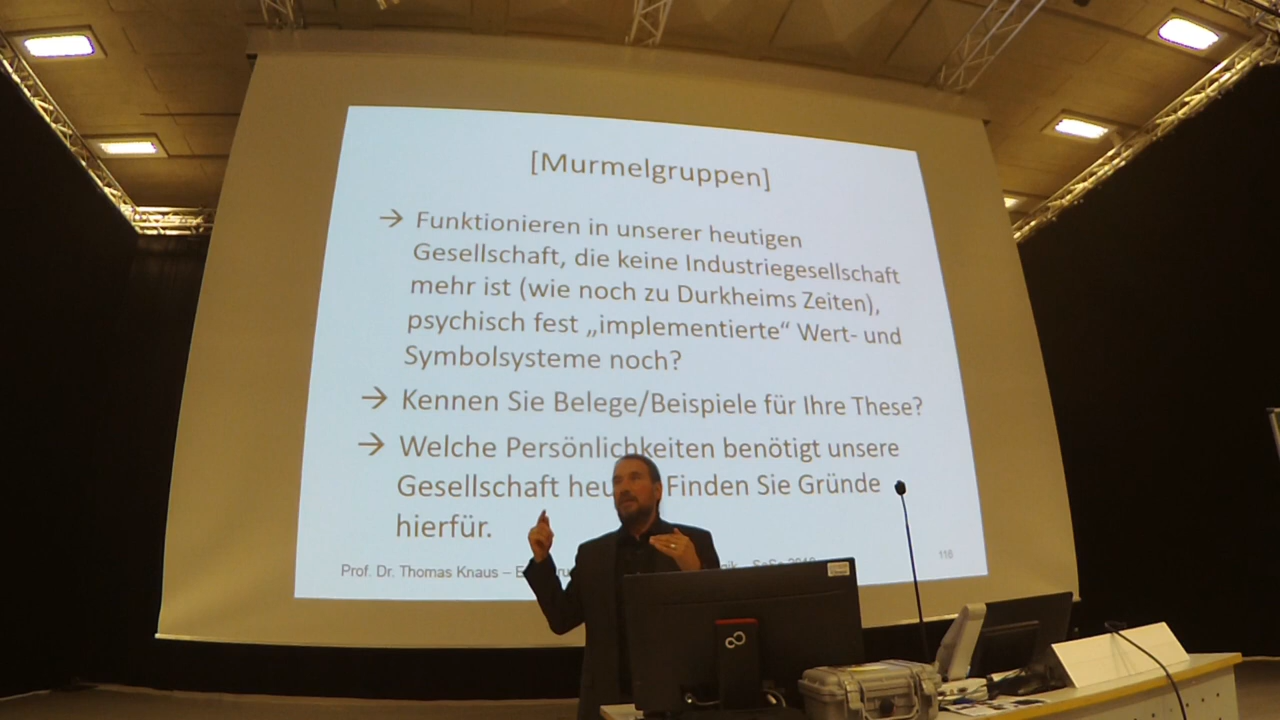 [Murmelgruppen]
→ Funktionieren in unserer heutigen
Gesellschaft, die keine Industriegesellschaft
mehr ist (wie noch zu Durkheims Zeiten),
psychisch fest „implementierte“ Wert- und
Symbolsysteme noch?
→ Kennen Sie Belege/Beispiele für Ihre These?
→ Welche Persönlichkeiten benötigt unsere
Gesellschaft heu Finden Sie Gründe
hierfür.
Prof. Dr. Thomas Knaus –
116